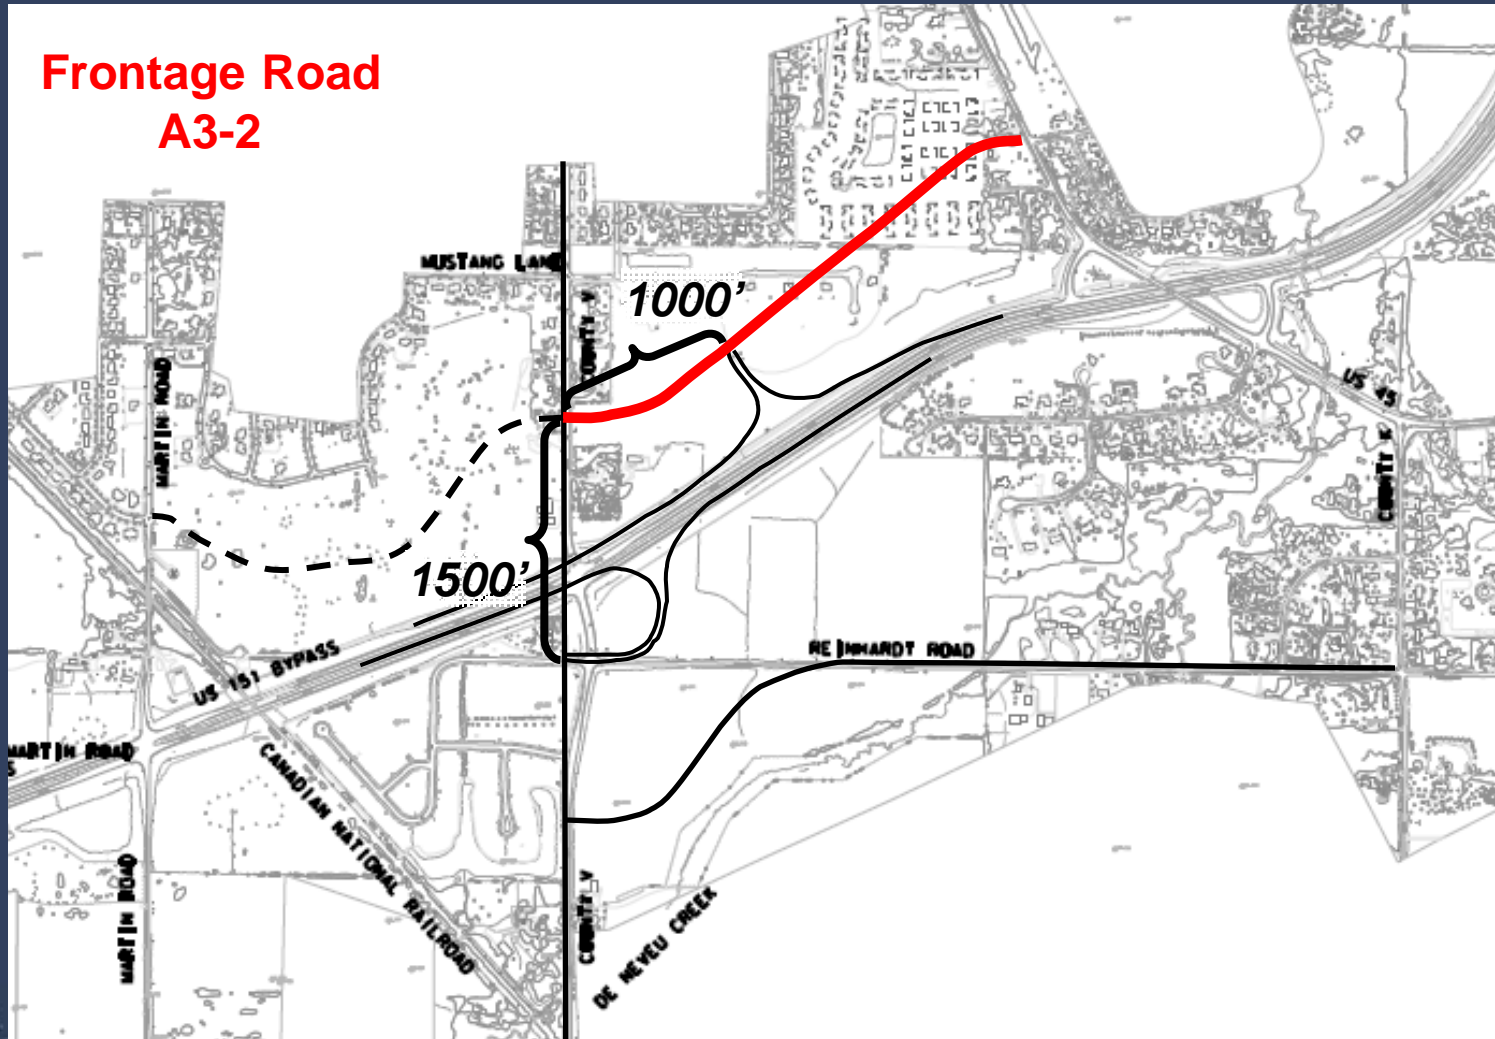 Frontage Road
A3-2
MUSTANG LANE
1000’
COUNTY V
MARTIN ROAD
US 45
COUNTY K
1500’
REINHARDT ROAD
US 151 BYPASS
MARTIN ROAD
CANADIAN NATIONAL RAILROAD
MARTIN ROAD
COUNTY V
DE NEVEU CREEK